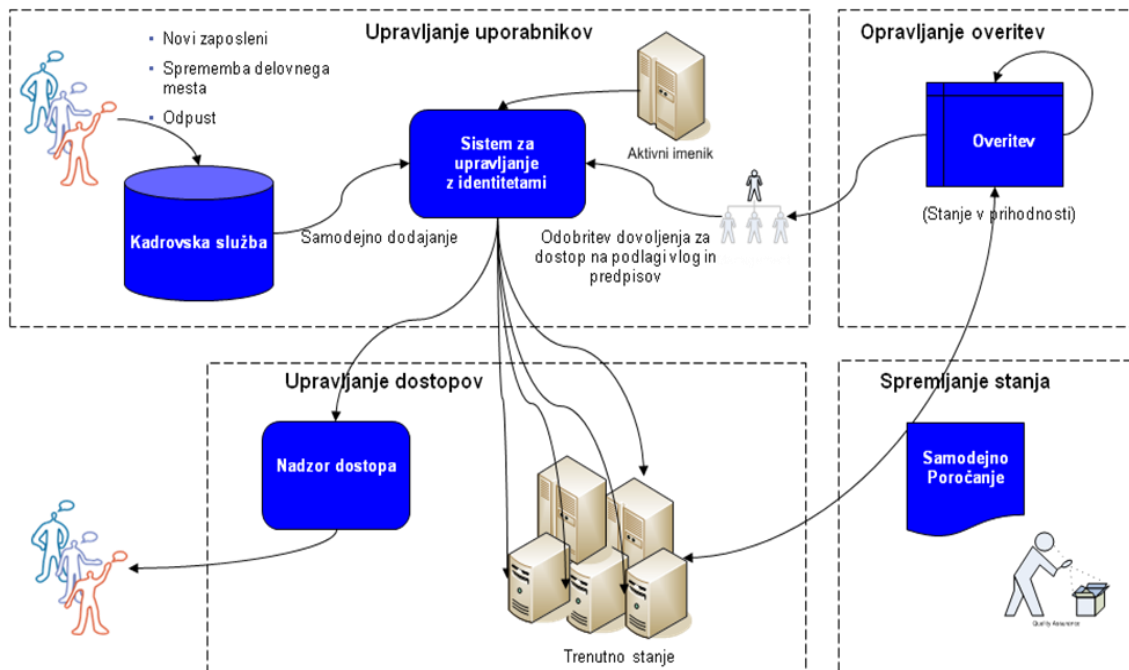 Upravljanje uporabnikov
▪ Novi zaposleni
▪ Sprememba delovnega
mesta
▪ Odpust
Kadrovska služba
Samodejno dodajanje
Sistem za
upravljanje
z identitetami
Aktivni imenik
Odobritev dovoljenja za
dostop na podlagi vlog in
predpisov
Opravljanje overitev
Overitev
(Stanje v prihodnosti)
Upravljanje dostopov
Nadzor dostopa
Trenutno stanje
Spremljanje stanja
Samodejno
Poročanje
Quality Assurance